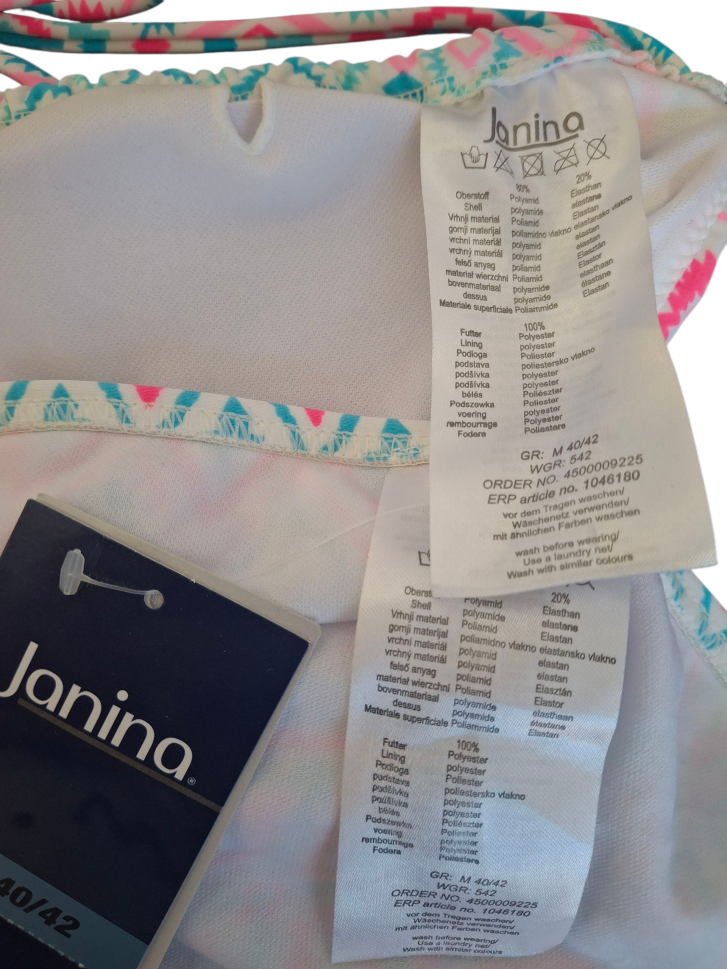 Janina
80% 20%
Oberstoff Polyamid Elasthan
Shell polyamide elastane
Vrhnji material Poliamid Elastan
gornji materijal poliamidno vlakno elastansko vlakno
vrchní materiál polyamid elastan
vrchný materiál polyamid elastan
felső anyag poliamid Elasztán
materiał wierzchni Poliamid Elastor
bovenmateriaal polyamide elasthaan
dessus polyamide élastane
Materiale superficiale Poliammide Elastan
Futter 100% Polyester
Lining polyester
Podloga Poliester
postava poliestersko vlakno
podšívka polyester
podšívka polyester
bélés Poliészter
Podszewka Poliester
voering polyester
rembourrage polyester
Fodera Poliestere
GR: M 40/42
WGR: 542
ORDER NO. 4500009225
ERP article no. 1046180
vor dem Tragen waschen/
Wäschenetz verwenden/
mit ähnlichen Farben waschen
wash before wearing/
Use a laundry net/
Wash with similar colours
20%
Oberst Polyamid Elasthan
Shell polyamide elastane
Vrhnji material Poliamid Elastan
gornji materijal poliamidno vlakno elastansko vlakno
vrchní materiál polyamid elastan
vrchný materiál polyamid elastan
felső anyag poliamid Elasztán
materiał wierzchni Poliamid Elastor
bovenmateriaal polyamide elasthaan
dessus polyamide élastane
Materiale superficiale Poliammide Elastan
Futter 100% Polyester
Lining polyester
Podloga Poliester
podstava poliestersko vlakno
podšívka polyester
podšívka polyester
bélés Poliészter
Podszewka Poliester
voering polyester
rembourrage polyester
Fodera Poliestere
GR: M 40/42
WGR: 542
ORDER NO. 4500009225
ERP article no. 1046180
vor dem Tragen waschen/
Wäschenetz verwenden/
mit ähnlichen Farben waschen
wash before wearing/
Use a laundry net/
Wash with similar colours
Janina®
40/42